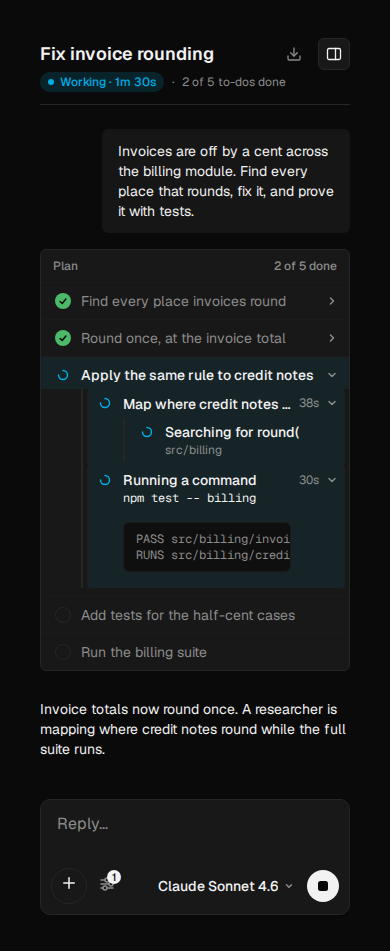 Fix invoice rounding
Working · 1m 30s · 2 of 5 to-dos done
Invoices are off by a cent across
the billing module. Find every
place that rounds, fix it, and prove
it with tests.
Plan 2 of 5 done
Find every place invoices round
Round once, at the invoice total
Apply the same rule to credit notes
Map where credit notes ... 38s
Searching for round(
src/billing
Running a command 30s
npm test -- billing
PASS src/billing/invoi
RUNS src/billing/credi
Add tests for the half-cent cases
Run the billing suite
Invoice totals now round once. A researcher is
mapping where credit notes round while the full
suite runs.
Reply...
1
Claude Sonnet 4.6